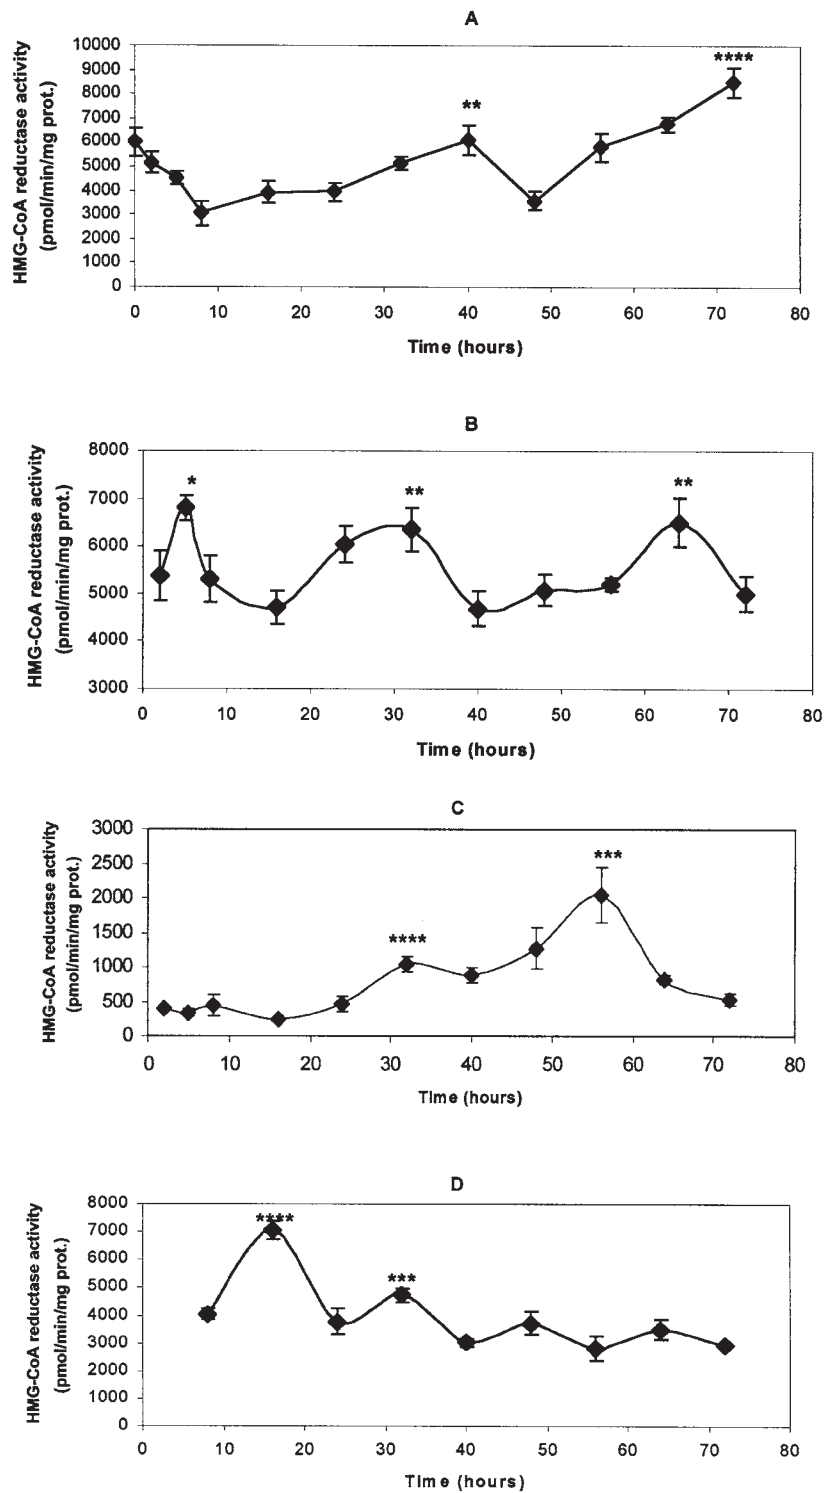 A
HMG-CoA reductase activity
(pmol/min/mg prot.)
10000
9000
8000
7000
6000
5000
4000
3000
2000
1000
0
**
****
0 10 20 30 40 50 60 70 80
Time (hours)
B
HMG-CoA reductase activity
(pmol/min/mg prot.)
8000
7000
6000
5000
4000
3000
*
**
**
0 10 20 30 40 50 60 70 80
Time (hours)
C
HMG-CoA reductase activity
(pmol/min/mg prot.)
3000
2500
2000
1500
1000
500
0
****
***
0 10 20 30 40 50 60 70 80
Time (hours)
D
HMG-CoA reductase activity
(pmol/min/mg prot.)
8000
7000
6000
5000
4000
3000
2000
1000
0
****
***
0 10 20 30 40 50 60 70 80
Time (hours)